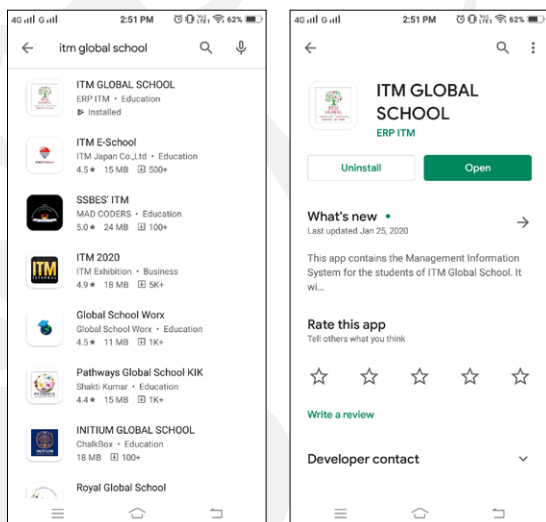 4G G 2:51 PM VoD LTE1 62%
itm global school
ITM GLOBAL SCHOOL
ERP ITM • Education
Installed
ITM E-School
ITM Japan Co.,Ltd • Education
4.5★ 15 MB 500+
SSBES' ITM
MAD CODERS • Education
5.0★ 24 MB 100+
ITM
ITM 2020
ITM Exhibition • Business
4.9★ 18 MB 5K+
Global School Worx
Global School Worx • Education
4.5★ 11 MB 1K+
Pathways Global School KIK
Shakti Kumar • Education
4.4★ 15 MB 1K+
INITIUM GLOBAL SCHOOL
ChalkBox • Education
18 MB 100+
Royal Global School
4G G 2:51 PM LTE1 62%
ITM GLOBAL
SCHOOL
ERP ITM
Uninstall
Open
What's new •
Last updated Jan 25, 2020
This app contains the Management Information
System for the students of ITM Global School. It
wi...
Rate this app
Tell others what you think
Write a review
Developer contact